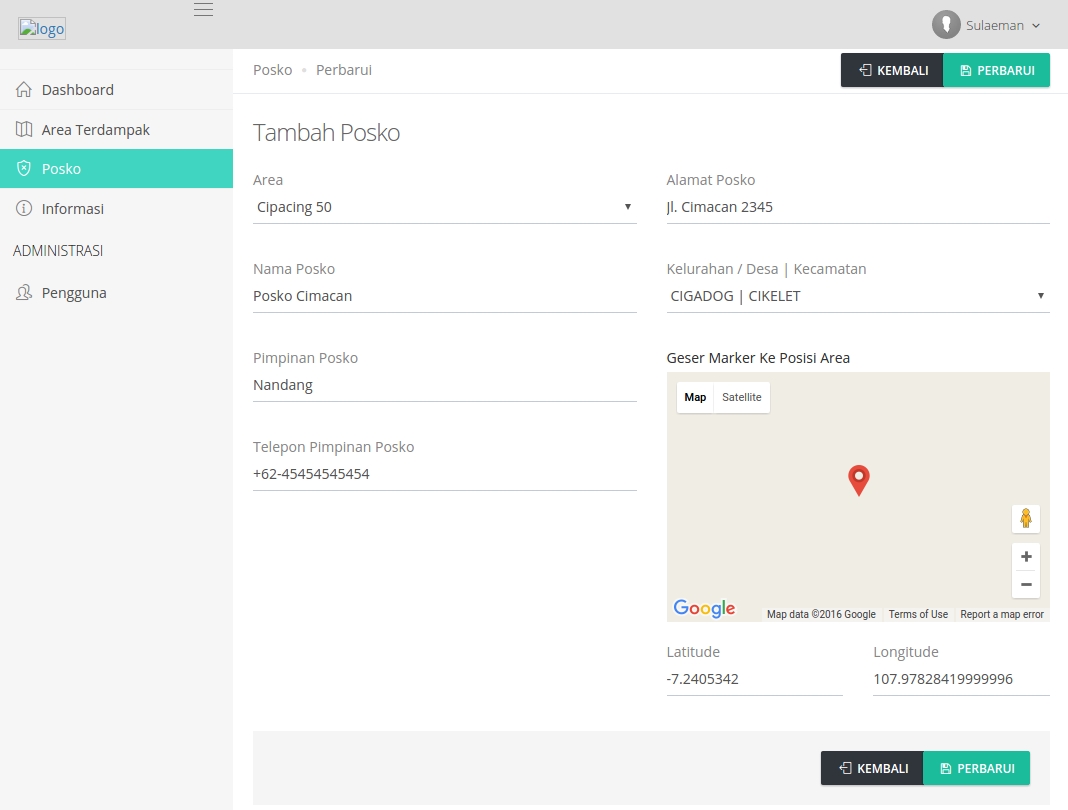 logo
Sulaeman
Posko • Perbarui
KEMBALI
PERBARUI
Dashboard
Area Terdampak
Posko
Informasi
ADMINISTRASI
Pengguna
Tambah Posko
Area
Cipacing 50
Nama Posko
Posko Cimacan
Pimpinan Posko
Nandang
Telepon Pimpinan Posko
+62-45454545454
Alamat Posko
Jl. Cimacan 2345
Kelurahan / Desa | Kecamatan
CIGADOG | CIKELET
Geser Marker Ke Posisi Area
Map Satellite
Google
Map data ©2016 Google Terms of Use Report a map error
Latitude
-7.2405342
Longitude
107.97828419999996
KEMBALI
PERBARUI